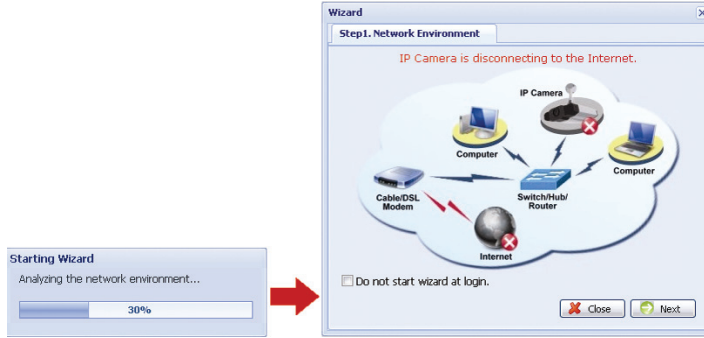 Starting Wizard
Analyzing the network environment...
30%
Wizard
Step1. Network Environment
IP Camera is disconnecting to the Internet.
IP Camera
Computer
Computer
Cable/DSL
Modem
Switch/Hub/
Router
Internet
Do not start wizard at login.
Close
Next